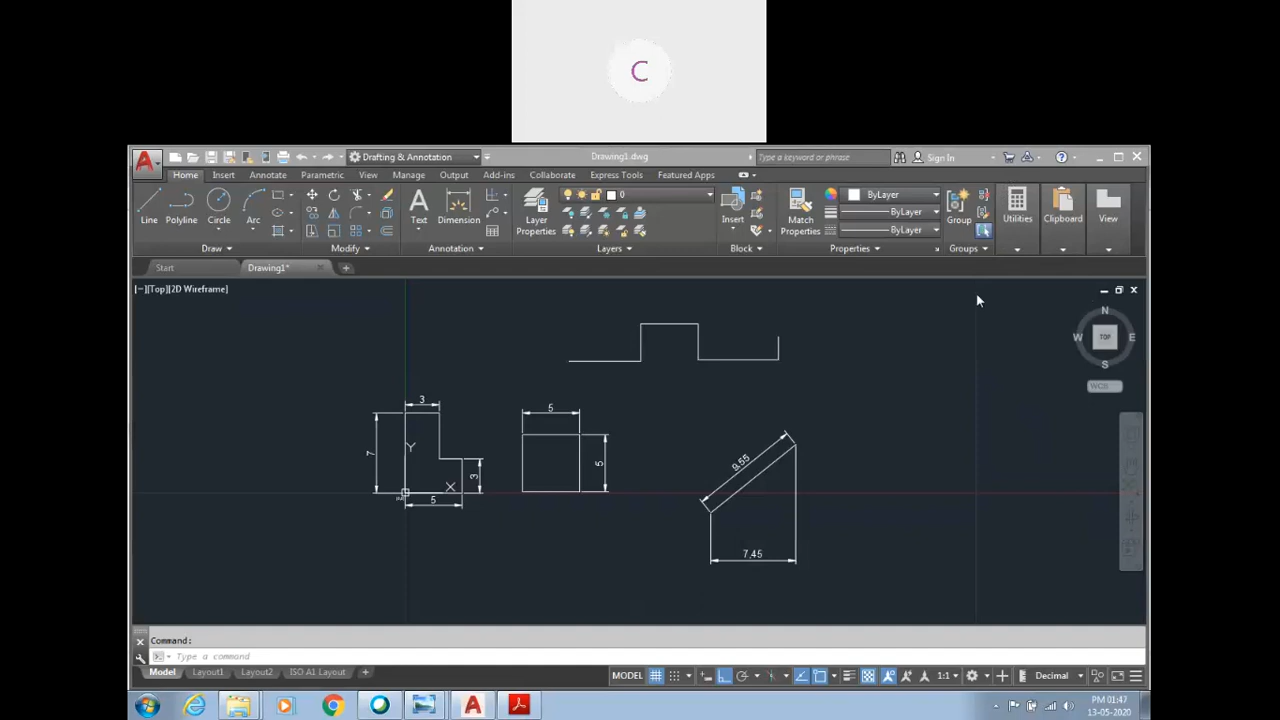 C
Drafting & Annotation
Drawing1.dwg
Type a keyword or phrase
Sign In
Home Insert Annotate Parametric View Manage Output Add-ins Collaborate Express Tools Featured Apps
Line Polyline Circle Arc
Text Dimension
Layer Properties
0
Insert
Match Properties
ByLayer
ByLayer
ByLayer
Group
Utilities
Clipboard
View
Draw Modify Annotation Layers Block Properties Groups
Start Drawing1*
[−][Top][2D Wireframe]
N
W TOP E
S
WCS
3
7
Y
X
3
5
5
5
9.55
7.45
Command:
Type a command
Model Layout1 Layout2 ISO A1 Layout
MODEL
1:1
Decimal
PM 01:47
13-05-2020